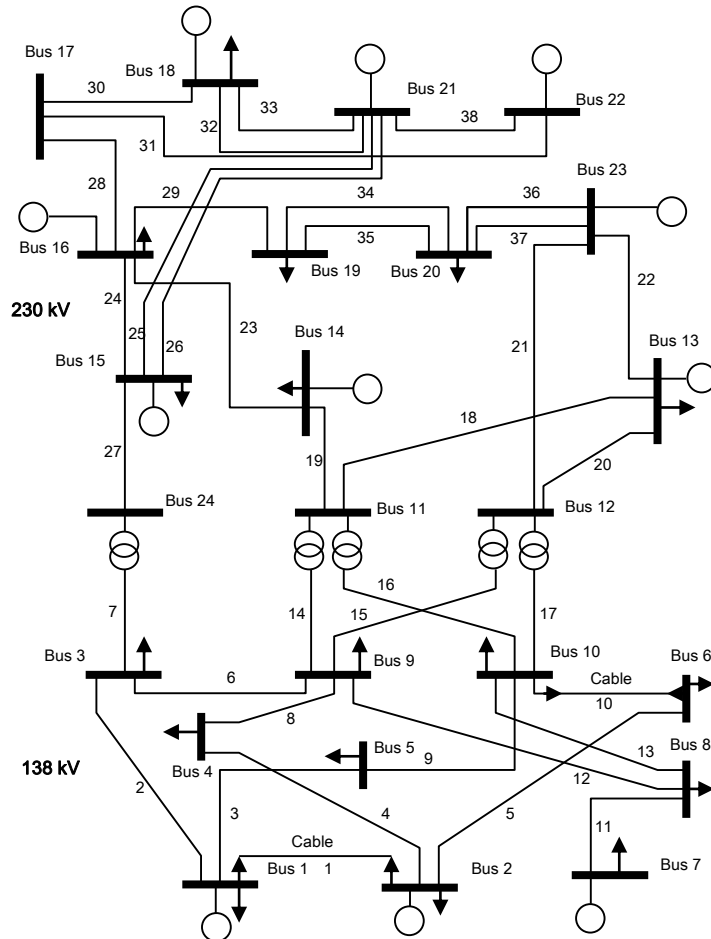 Bus 17
Bus 18
Bus 21
Bus 22
30
33
32
38
31
28
29
34
36
Bus 23
35
37
Bus 16
Bus 19
Bus 20
22
24
230 kV
23
25
26
Bus 14
21
Bus 13
Bus 15
18
27
19
20
Bus 24
Bus 11
Bus 12
7
14
16
15
17
Bus 3
Bus 9
Bus 10
Bus 6
6
Cable
10
8
Bus 5
13
Bus 8
138 kV
Bus 4
9
12
2
3
4
5
11
Cable
Bus 1
1
Bus 2
Bus 7